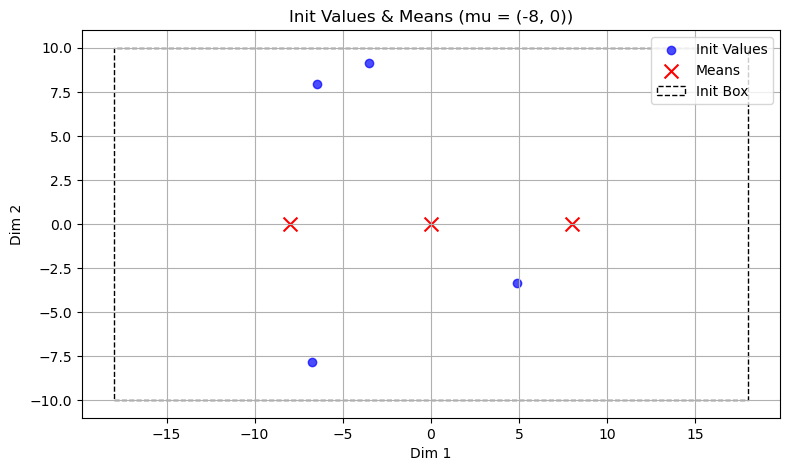 Init Values & Means (mu = (-8, 0))
Init Values
Means
Init Box
10.0
7.5
5.0
2.5
0.0
−2.5
−5.0
−7.5
−10.0
Dim 2
−15
−10
−5
0
5
10
15
Dim 1